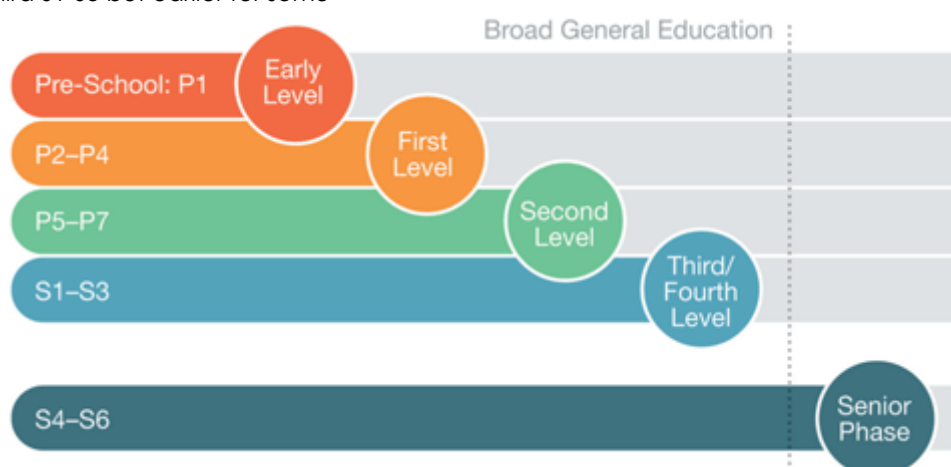 Broad General Education
Pre-School: P1
Early
Level
P2–P4
First
Level
P5–P7
Second
Level
S1–S3
Third/
Fourth
Level
S4–S6
Senior
Phase